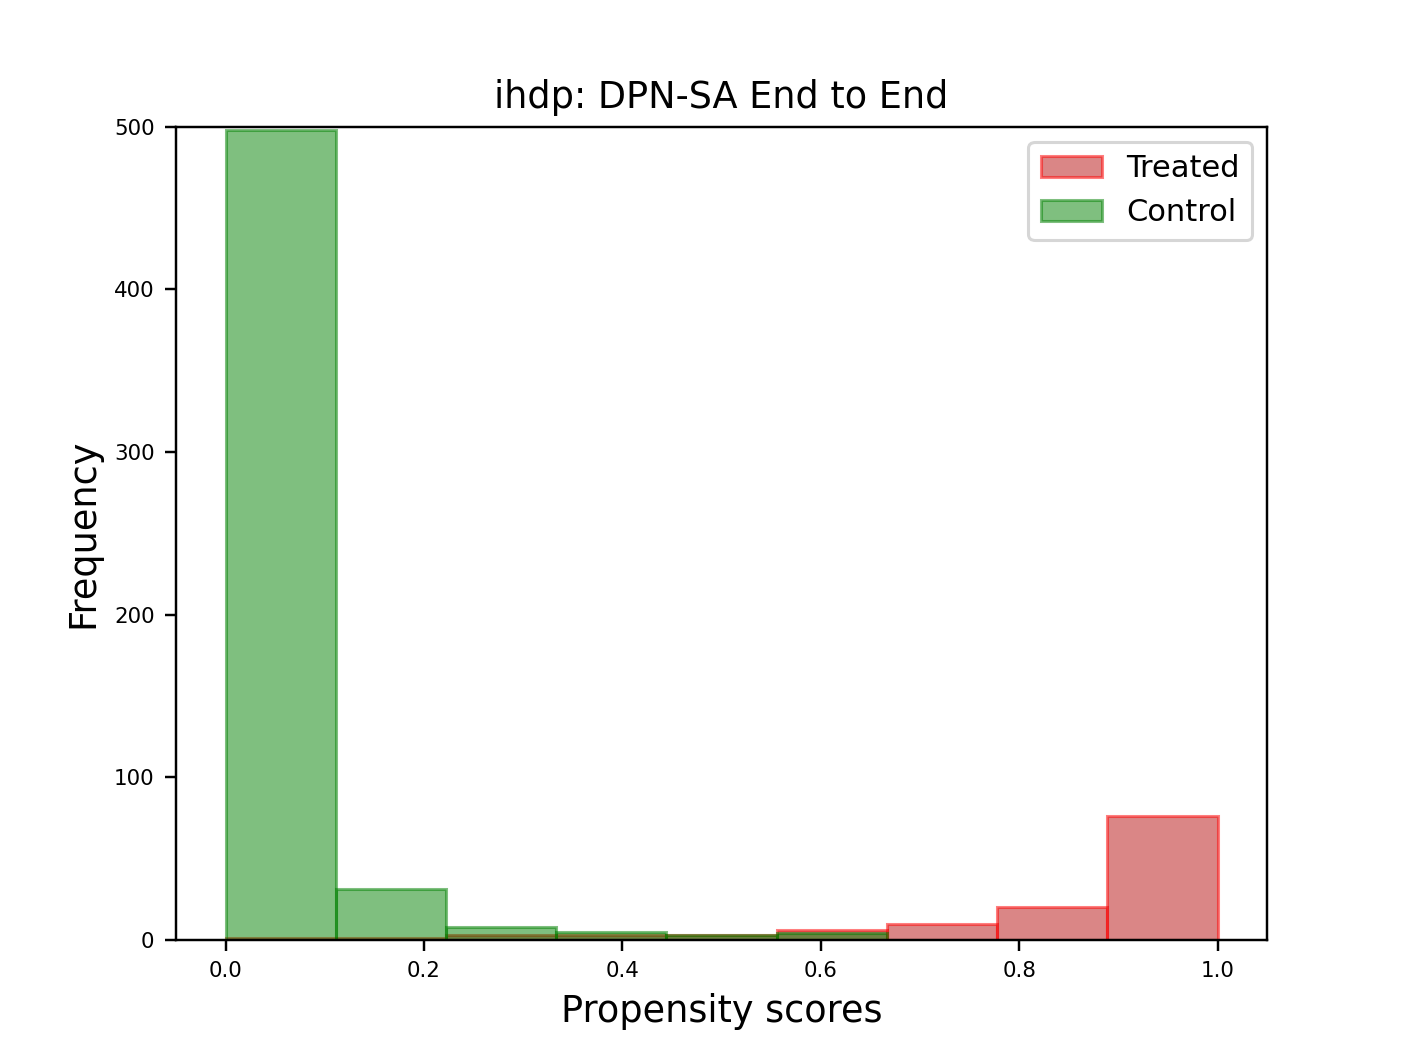 ihdp: DPN-SA End to End
Treated
Control
500
400
300
200
100
0
Frequency
0.0 0.2 0.4 0.6 0.8 1.0
Propensity scores